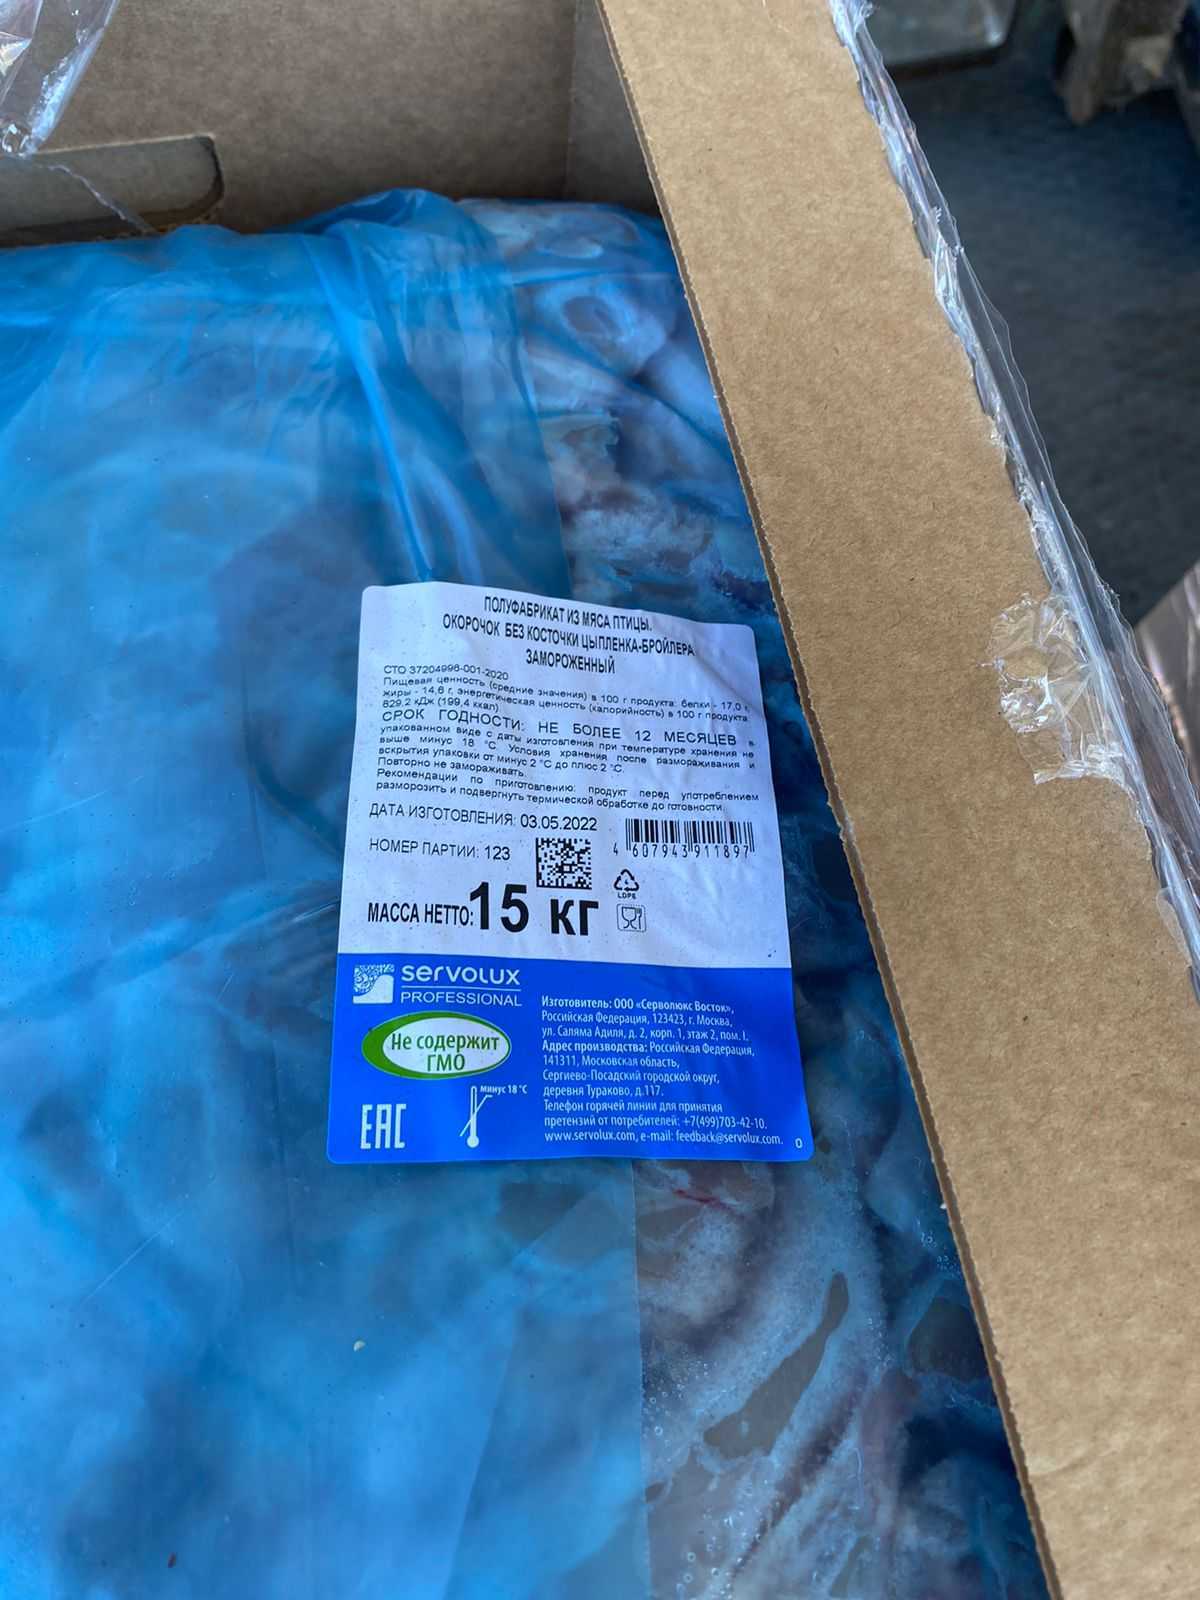 ПОЛУФАБРИКАТ ИЗ МЯСА ПТИЦЫ.
ОКОРОЧОК БЕЗ КОСТОЧКИ ЦЫПЛЕНКА-БРОЙЛЕРА
ЗАМОРОЖЕННЫЙ
СТО 37204996-001-2020
Пищевая ценность (средние значения) в 100 г продукта: белки - 17,0 г,
жиры - 14,6 г, энергетическая ценность (калорийность) в 100 г продукта
829,2 кДж (199,4 ккал)
СРОК ГОДНОСТИ: НЕ БОЛЕЕ 12 МЕСЯЦЕВ в
упакованном виде с даты изготовления при температуре хранения не
выше минус 18 °С. Условия хранения после размораживания и
вскрытия упаковки от минус 2 °С до плюс 2 °С.
Повторно не замораживать.
Рекомендации по приготовлению: продукт перед употреблением
разморозить и подвергнуть термической обработке до готовности.
ДАТА ИЗГОТОВЛЕНИЯ: 03.05.2022
4 607943 911897
НОМЕР ПАРТИИ: 123
LDPE
МАССА НЕТТО: 15 кг
servolux
PROFESSIONAL
Не содержит
ГМО
минус 18 °С
EAC
Изготовитель: ООО «Серволюкс Восток»,
Российская Федерация, 123423, г. Москва,
ул. Саляма Адиля, д. 2, корп. 1, этаж 2, пом. I.
Адрес производства: Российская Федерация,
141311, Московская область,
Сергиево-Посадский городской округ,
деревня Тураково, д.117.
Телефон горячей линии для принятия
претензий от потребителей: +7(499)703-42-10.
www.servolux.com, e-mail: feedback@servolux.com. 0